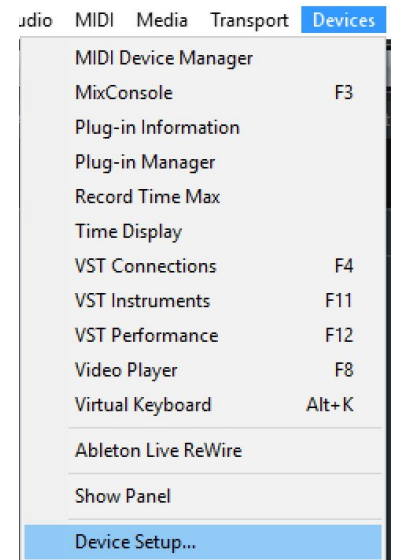 udio MIDI Media Transport Devices
MIDI Device Manager
MixConsole F3
Plug-in Information
Plug-in Manager
Record Time Max
Time Display
VST Connections F4
VST Instruments F11
VST Performance F12
Video Player F8
Virtual Keyboard Alt+K
Ableton Live ReWire
Show Panel
Device Setup...